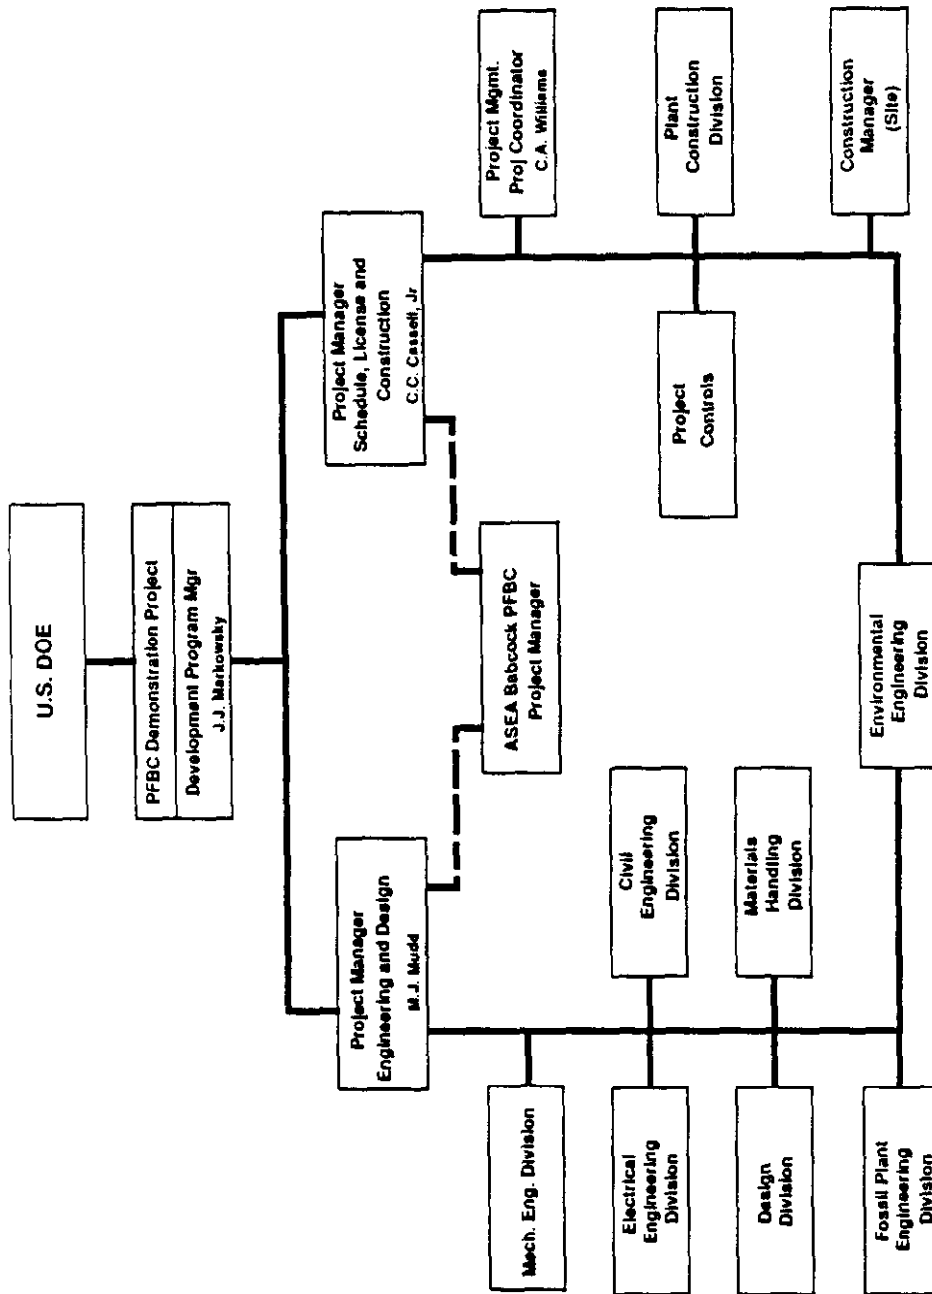 U.S. DOE
PFBC Demonstration Project
Development Program Mgr
J.J. Markowsky
Project Manager
Engineering and Design
M.J. Mudd
Project Manager
Schedule, License and
Construction
C.C. Cassell, Jr
ASEA Babcock PFBC
Project Manager
Mech. Eng. Division
Project Mgmt.
Proj Coordinator
C.A. Williams
Electrical
Engineering
Division
Civil
Engineering
Division
Project
Controls
Plant
Construction
Division
Design
Division
Materials
Handling
Division
Construction
Manager
(Site)
Fossil Plant
Engineering
Division
Environmental
Engineering
Division